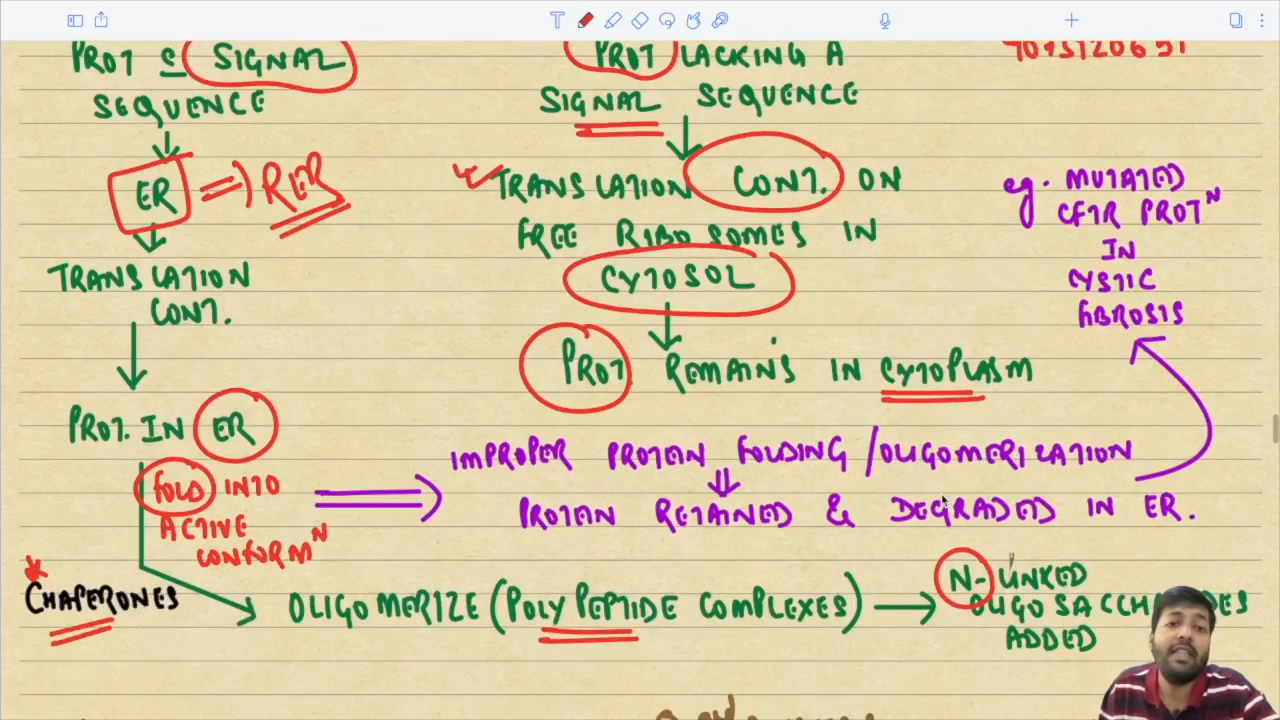 PROT c̲ SIGNAL
SEQUENCE
↓
ER ⇒ RER
↓
TRANSLATION
CONT.
↓
PROT. IN ER
FOLD INTO
ACTIVE
CONFORMᴺ
* CHAPERONES
PROT LACKING A
SIGNAL SEQUENCE
↓
TRANSLATION CONT. ON
FREE RIBOSOMES IN
CYTOSOL
↓
PROT REMAINS IN CYTOPLASM
IMPROPER PROTEIN FOLDING/OLIGOMERIZATION
⇓
PROTEIN RETAINED & DEGRADED IN ER.
eg. MUTATED
CFTR PROTᴺ
IN
CYSTIC
FIBROSIS
OLIGOMERIZE (POLYPEPTIDE COMPLEXES) → N-LINKED
OLIGOSACCHARIDES
ADDED